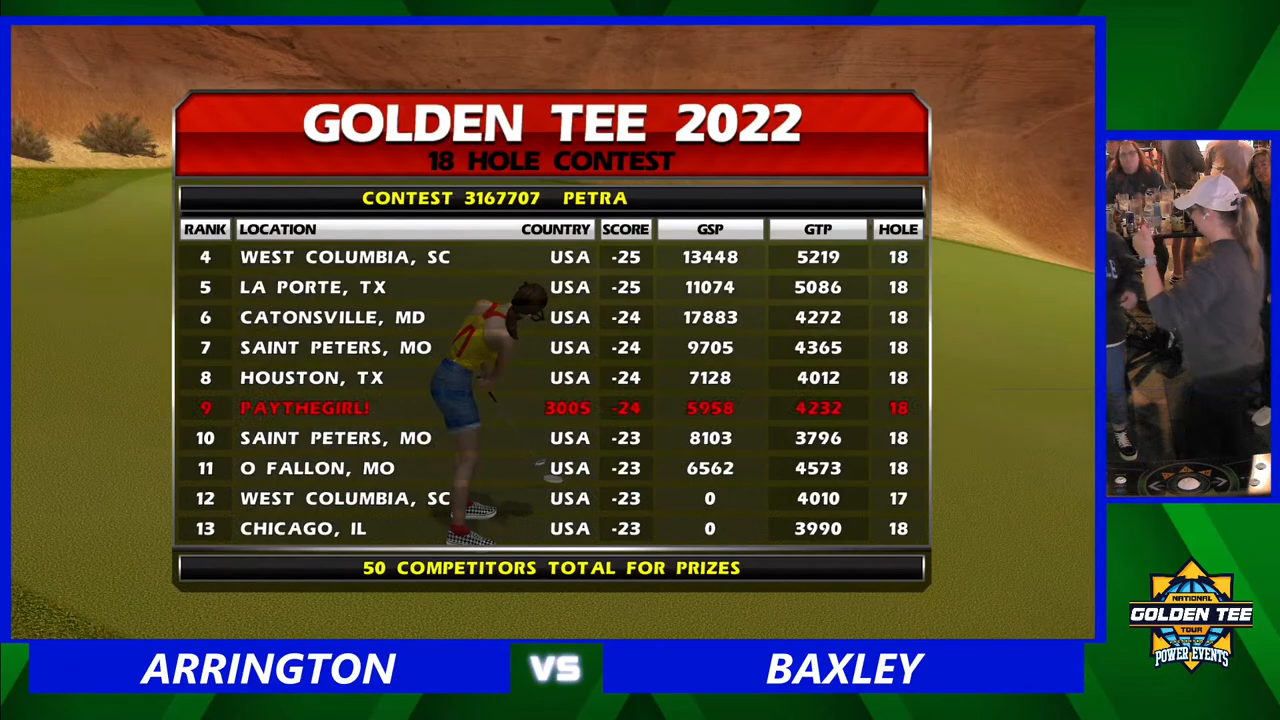 GOLDEN TEE 2022
18 HOLE CONTEST
CONTEST 3167707 PETRA
RANK LOCATION COUNTRY SCORE GSP GTP HOLE
4 WEST COLUMBIA, SC USA -25 13448 5219 18
5 LA PORTE, TX USA -25 11074 5086 18
6 CATONSVILLE, MD USA -24 17883 4272 18
7 SAINT PETERS, MO USA -24 9705 4365 18
8 HOUSTON, TX USA -24 7128 4012 18
9 PAYTHEGIRL! 3005 -24 5958 4232 18
10 SAINT PETERS, MO USA -23 8103 3796 18
11 O FALLON, MO USA -23 6562 4573 18
12 WEST COLUMBIA, SC USA -23 0 4010 17
13 CHICAGO, IL USA -23 0 3990 18
50 COMPETITORS TOTAL FOR PRIZES
NATIONAL
GOLDEN TEE
TOUR
POWER EVENTS
ARRINGTON VS BAXLEY